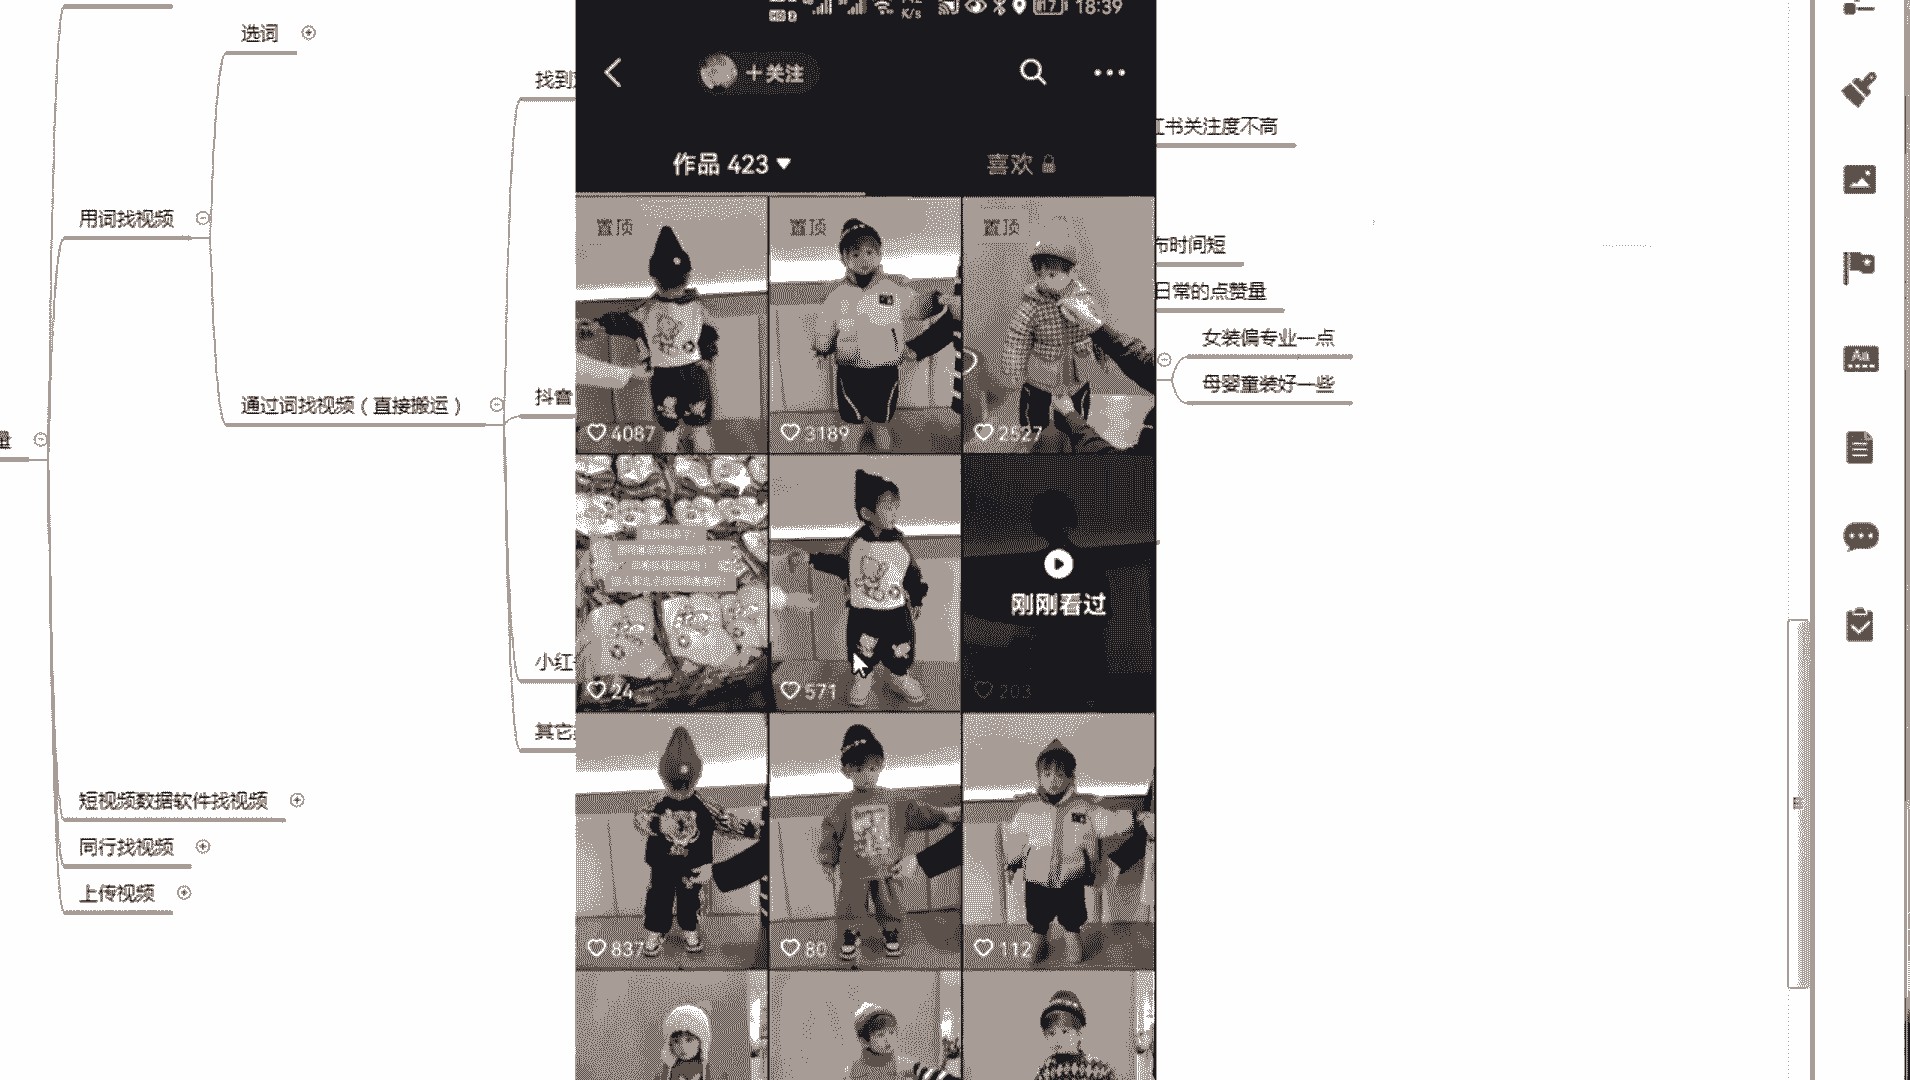 选词
用词找视频
通过词找视频（直接搬运）
短视频数据软件找视频
同行找视频
上传视频
量
找到
抖音
小红
其它
K/s
17
18:39
十关注
作品 423
喜欢
置顶
置顶
置顶
4087
3189
2527
24
571
刚刚看过
203
837
80
112
红书关注度不高
布时间短
日常的点赞量
女装偏专业一点
母婴童装好一些
Aa